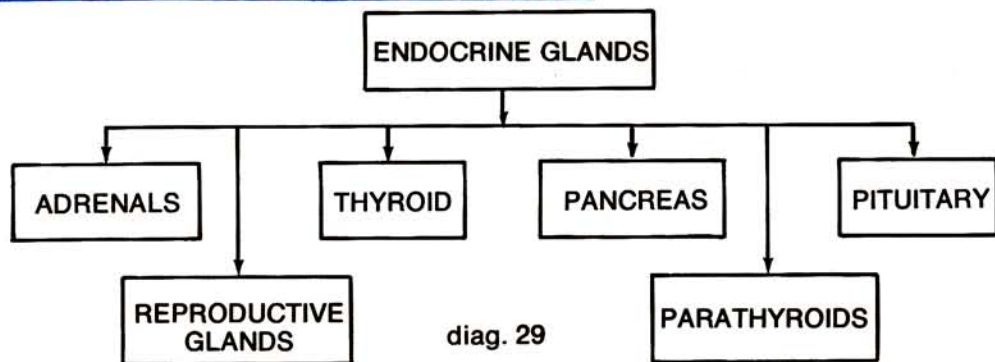 ENDOCRINE GLANDS
ADRENALS
THYROID
PANCREAS
PITUITARY
REPRODUCTIVE
GLANDS
PARATHYROIDS
diag. 29